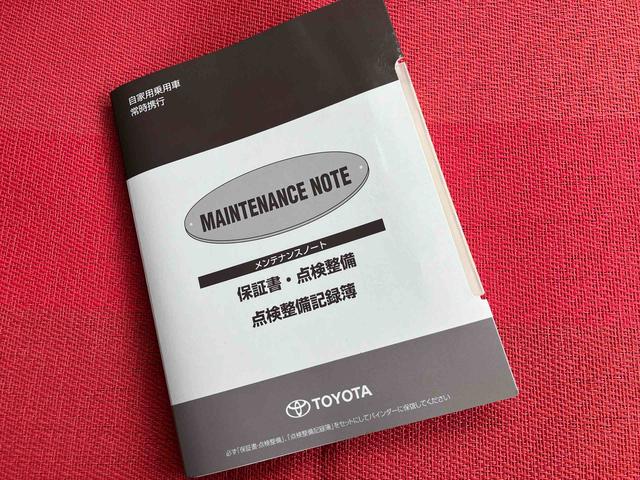 自家用乗用車
常時携行
MAINTENANCE NOTE
メンテナンスノート
保証書・点検整備
点検整備記録簿
TOYOTA
必ず「保証書・点検整備」、「点検整備記録簿」をセットにしてバインダーに保管してください